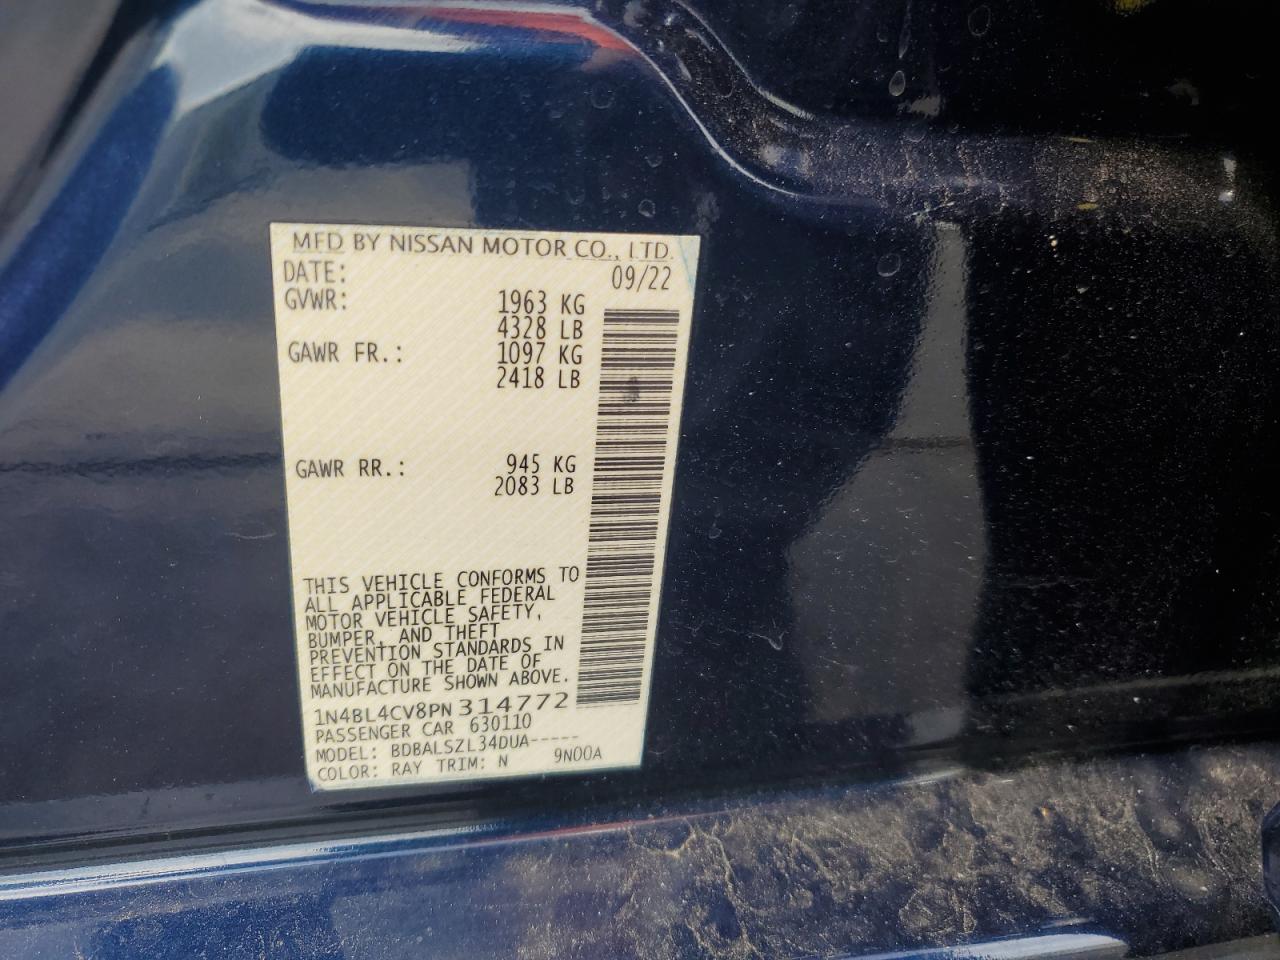 MFD BY NISSAN MOTOR CO., LTD.
DATE: 09/22
GVWR: 1963 KG
4328 LB
GAWR FR.: 1097 KG
2418 LB
GAWR RR.: 945 KG
2083 LB
THIS VEHICLE CONFORMS TO
ALL APPLICABLE FEDERAL
MOTOR VEHICLE SAFETY,
BUMPER, AND THEFT
PREVENTION STANDARDS IN
EFFECT ON THE DATE OF
MANUFACTURE SHOWN ABOVE.
1N4BL4CV8PN314772
PASSENGER CAR 630110
MODEL: BDBALSZL34DUA-----
COLOR: RAY TRIM: N 9N00A